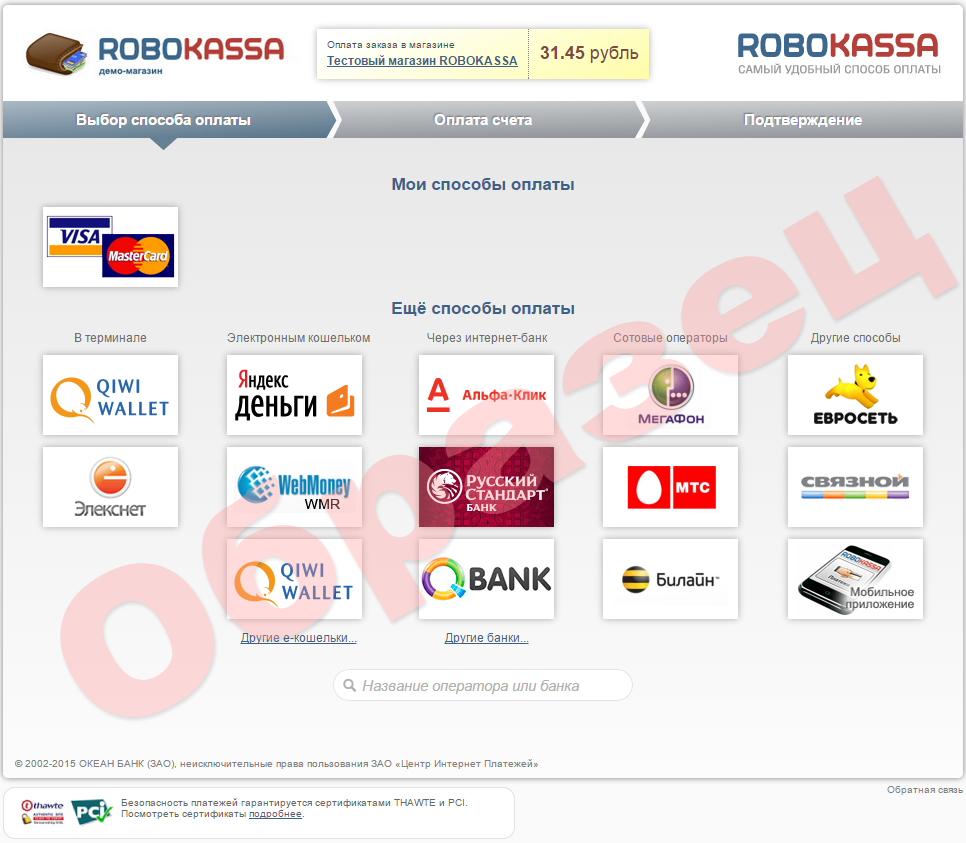 ROBOKASSA
демо-магазин
Оплата заказа в магазине
Тестовый магазин ROBOKASSA
31.45 рубль
ROBOKASSA
САМЫЙ УДОБНЫЙ СПОСОБ ОПЛАТЫ
Выбор способа оплаты
Оплата счета
Подтверждение
Мои способы оплаты
VISA
MasterCard
Ещё способы оплаты
В терминале
Электронным кошельком
Через интернет-банк
Сотовые операторы
Другие способы
QIWI
WALLET
Яндекс
деньги
Альфа·Клик
МЕГАФОН
ЕВРОСЕТЬ
Элекснет
WebMoney
WMR
Русский
Стандарт
БАНК
МТС
СВЯЗНОЙ
QIWI
WALLET
BANK
Билайн
ROBOKASSA
Мобильное
приложение
Другие е-кошельки...
Другие банки...
Название оператора или банка
Образец
© 2002-2015 ОКЕАН БАНК (ЗАО), неисключительные права пользования ЗАО «Центр Интернет Платежей»
thawte
PCI
Безопасность платежей гарантируется сертификатами THAWTE и PCI.
Посмотреть сертификаты подробнее.
Обратная связь